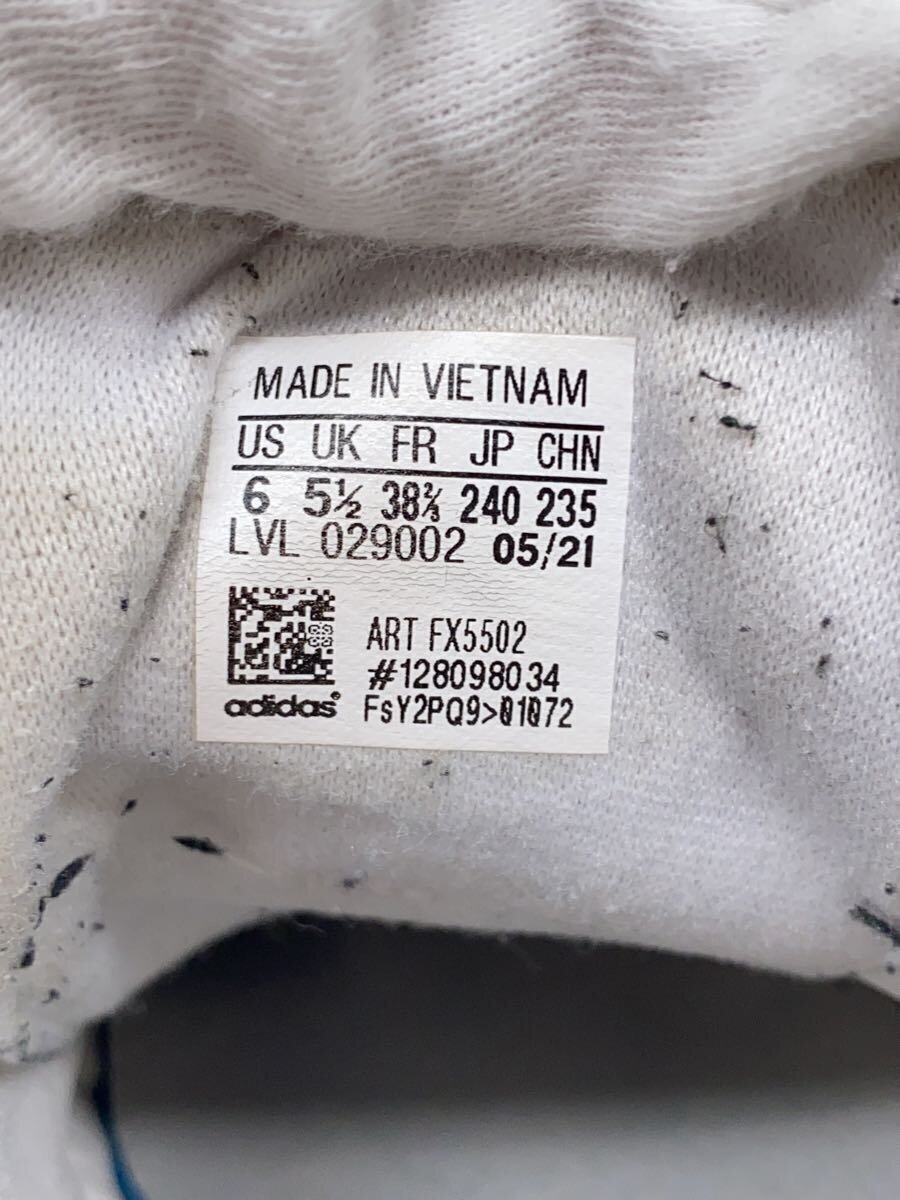 MADE IN VIETNAM
US UK FR JP CHN
6 5½ 38⅔ 240 235
LVL 029002 05/21
ART FX5502
#128098034
adidas® FsY2PQ9>01072